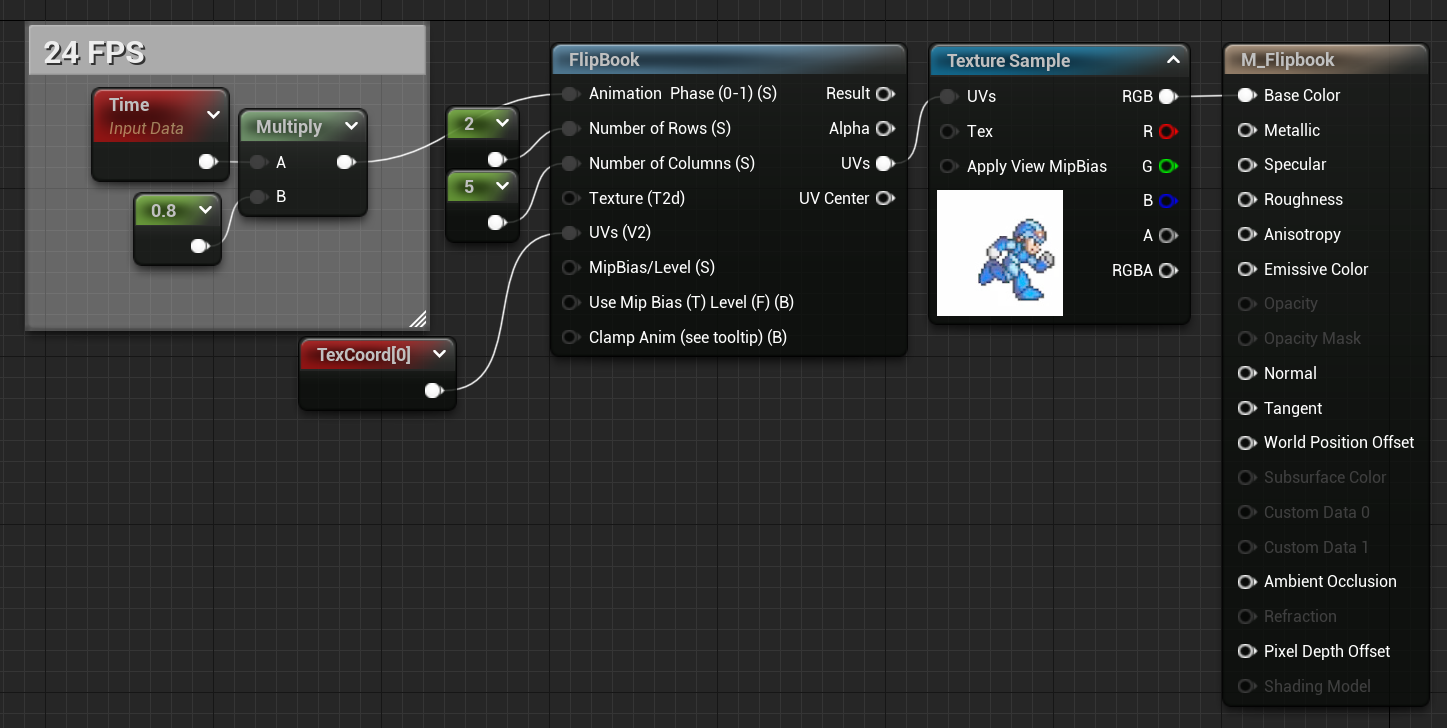 24 FPS
Time
Input Data
Multiply
A
B
0.8
TexCoord[0]
2
5
FlipBook
Animation Phase (0-1) (S)
Result
Number of Rows (S)
Alpha
Number of Columns (S)
UVs
Texture (T2d)
UV Center
UVs (V2)
MipBias/Level (S)
Use Mip Bias (T) Level (F) (B)
Clamp Anim (see tooltip) (B)
Texture Sample
UVs
RGB
Tex
R
Apply View MipBias
G
B
A
RGBA
M_Flipbook
Base Color
Metallic
Specular
Roughness
Anisotropy
Emissive Color
Opacity
Opacity Mask
Normal
Tangent
World Position Offset
Subsurface Color
Custom Data 0
Custom Data 1
Ambient Occlusion
Refraction
Pixel Depth Offset
Shading Model